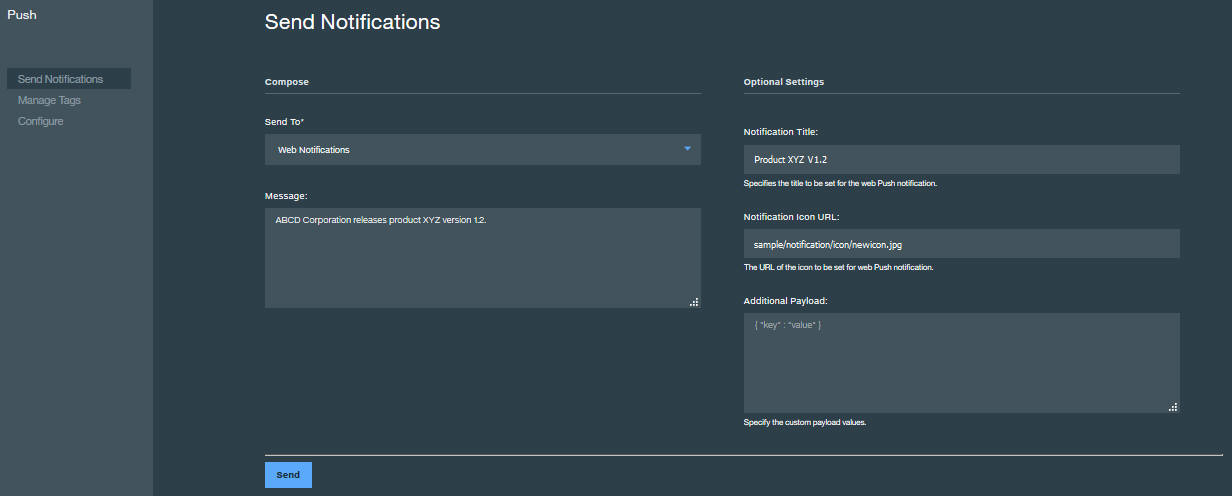 Push
Send Notifications
Manage Tags
Configure
Send Notifications
Compose
Send To*
Web Notifications
Message:
ABCD Corporation releases product XYZ version 1.2.
Optional Settings
Notification Title:
Product XYZ V1.2
Specifies the title to be set for the web Push notification.
Notification Icon URL:
sample/notification/icon/newicon.jpg
The URL of the icon to be set for web Push notification.
Additional Payload:
{ "key" : "value" }
Specify the custom payload values.
Send